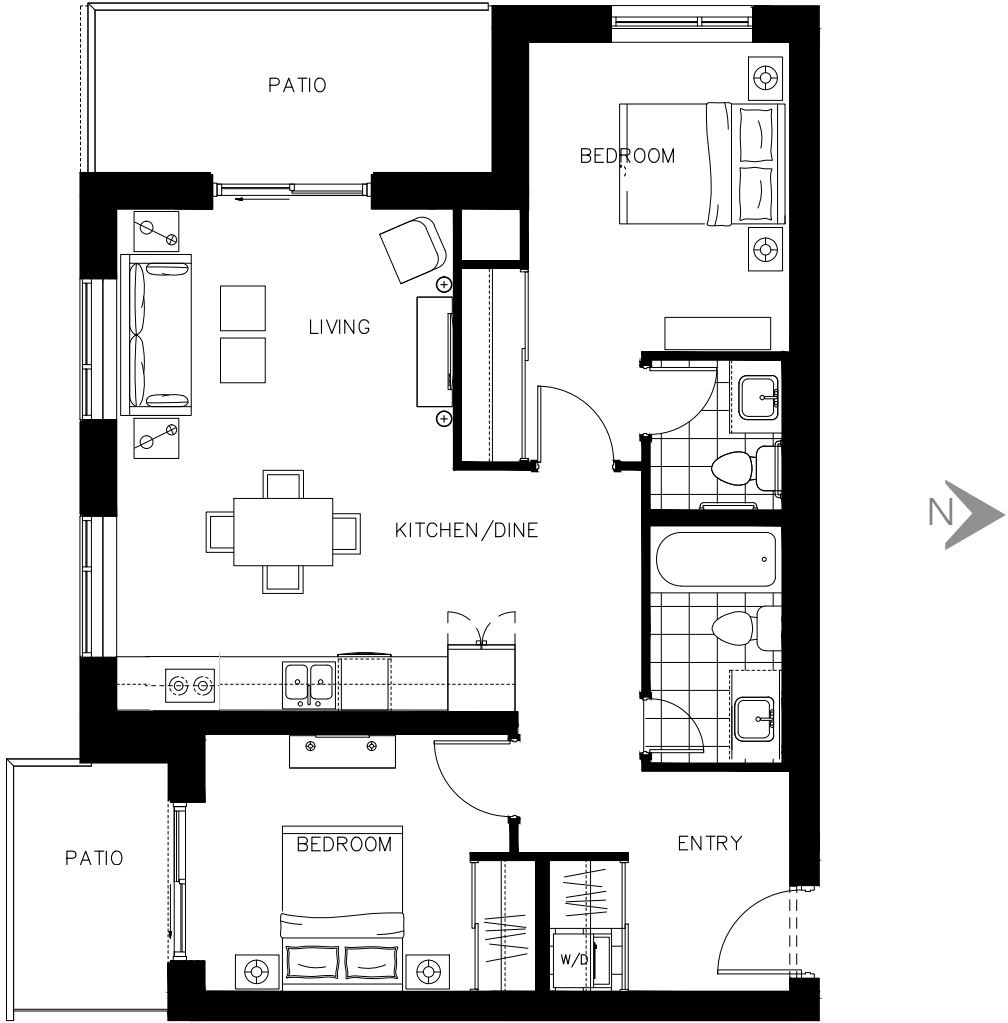 PATIO
BEDROOM
LIVING
N
KITCHEN/DINE
ENTRY
BEDROOM
PATIO
W/D